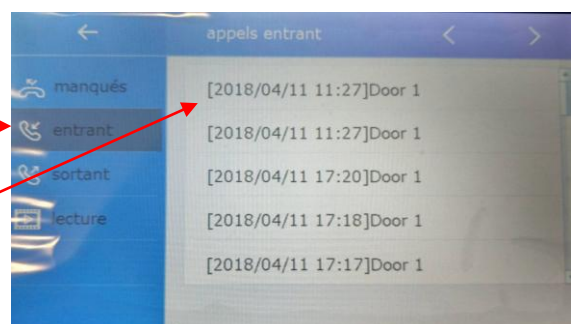 appels entrant
manqués
entrant
sortant
lecture
[2018/04/11 11:27]Door 1
[2018/04/11 11:27]Door 1
[2018/04/11 17:20]Door 1
[2018/04/11 17:18]Door 1
[2018/04/11 17:17]Door 1